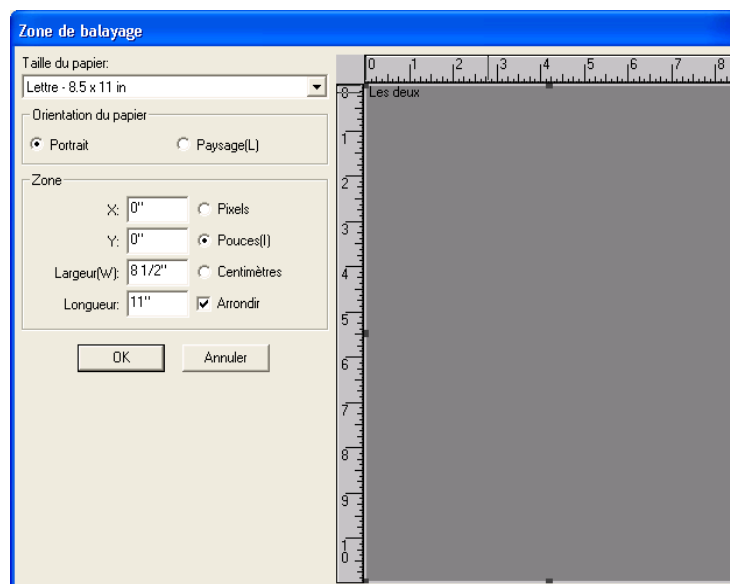 Zone de balayage
Taille du papier:
Lettre - 8.5 x 11 in
Orientation du papier
Portrait
Paysage(L)
Zone
X: 0" Pixels
Y: 0" Pouces(I)
Largeur(W): 8 1/2" Centimètres
Longueur: 11" Arrondir
OK Annuler
0 1 2 3 4 5 6 7 8
Les deux
0
1
2
3
4
5
6
7
8
9
10